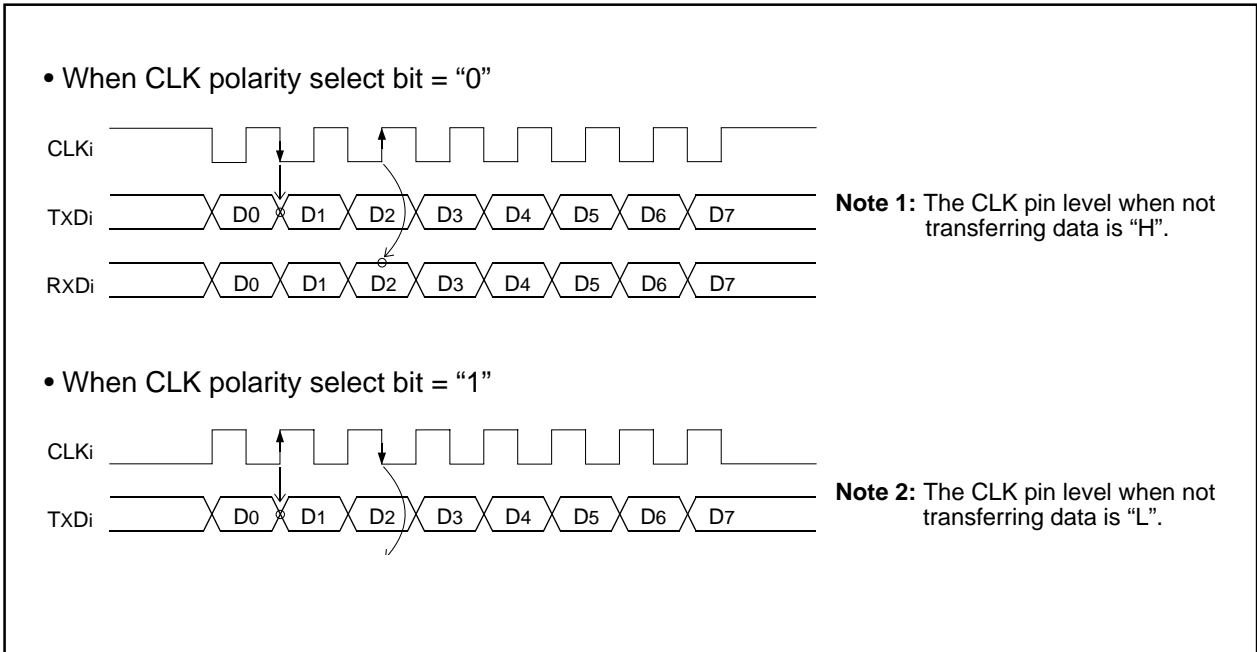 • When CLK polarity select bit = “0”
CLKi
TXDi D0 D1 D2 D3 D4 D5 D6 D7
RXDi D0 D1 D2 D3 D4 D5 D6 D7
Note 1: The CLK pin level when not
transferring data is “H”.
• When CLK polarity select bit = “1”
CLKi
TXDi D0 D1 D2 D3 D4 D5 D6 D7
Note 2: The CLK pin level when not
transferring data is “L”.